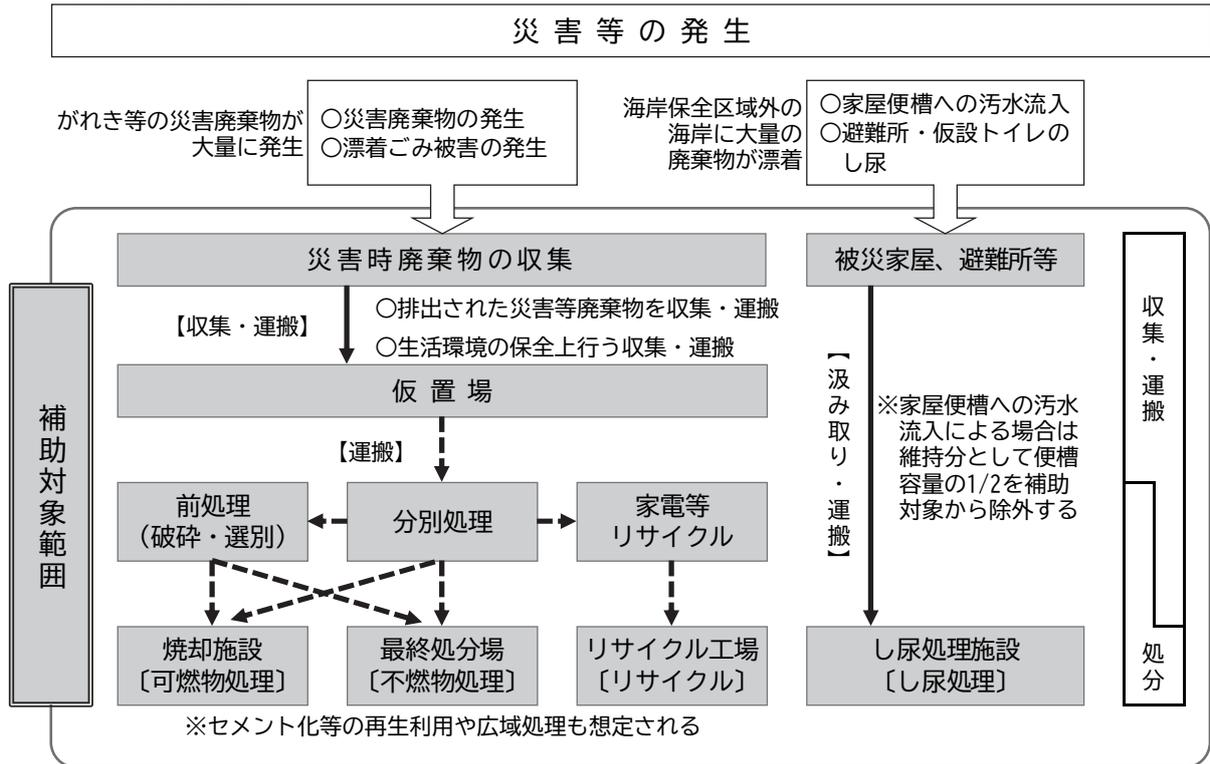 災害等の発生
がれき等の災害廃棄物が
大量に発生
○災害廃棄物の発生
○漂着ごみ被害の発生
海岸保全区域外の
海岸に大量の
廃棄物が漂着
○家屋便槽への汚水流入
○避難所・仮設トイレの
し尿
補助対象範囲
災害時廃棄物の収集
【収集・運搬】
○排出された災害等廃棄物を収集・運搬
○生活環境の保全上行う収集・運搬
仮置場
【運搬】
前処理
(破砕・選別)
分別処理
家電等
リサイクル
焼却施設
〔可燃物処理〕
最終処分場
〔不燃物処理〕
リサイクル工場
〔リサイクル〕
※セメント化等の再生利用や広域処理も想定される
被災家屋、避難所等
【汲み取り・運搬】
※家屋便槽への汚水
流入による場合は
維持分として便槽
容量の1/2を補助
対象から除外する
し尿処理施設
〔し尿処理〕
収集・運搬
処分